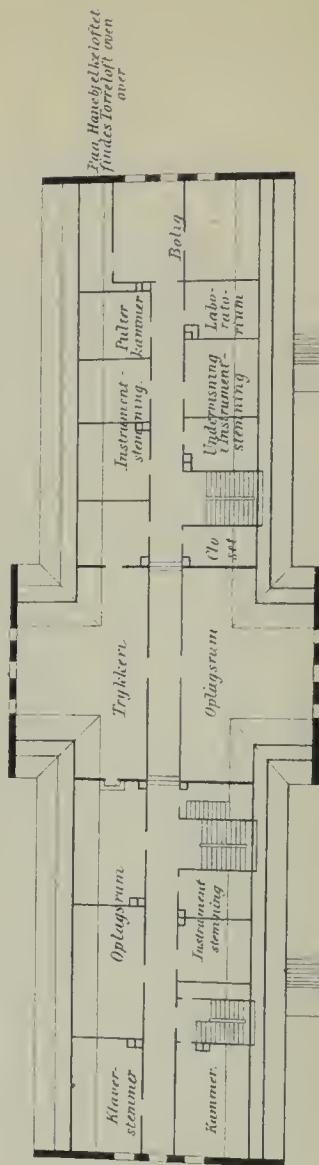 Paa Hanebjelkeloftet
findes Tørreloft oven
over
Klaver-
stemmer
Oplagsrum
Trykkeri
Instrument-
stemning.
Pulter
kammer
Bolig
Kammer.
Instrument
stemning
Oplagsrum
Clo
set
Undervisning
i Instrument-
stemning
Labo-
rato-
rium